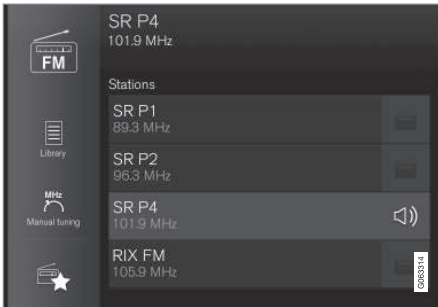 SR P4
101.9 MHz
FM
Stations
SR P1
89.3 MHz
Library
SR P2
96.3 MHz
MHz
Manual tuning
SR P4
101.9 MHz
RIX FM
105.9 MHz
G063314